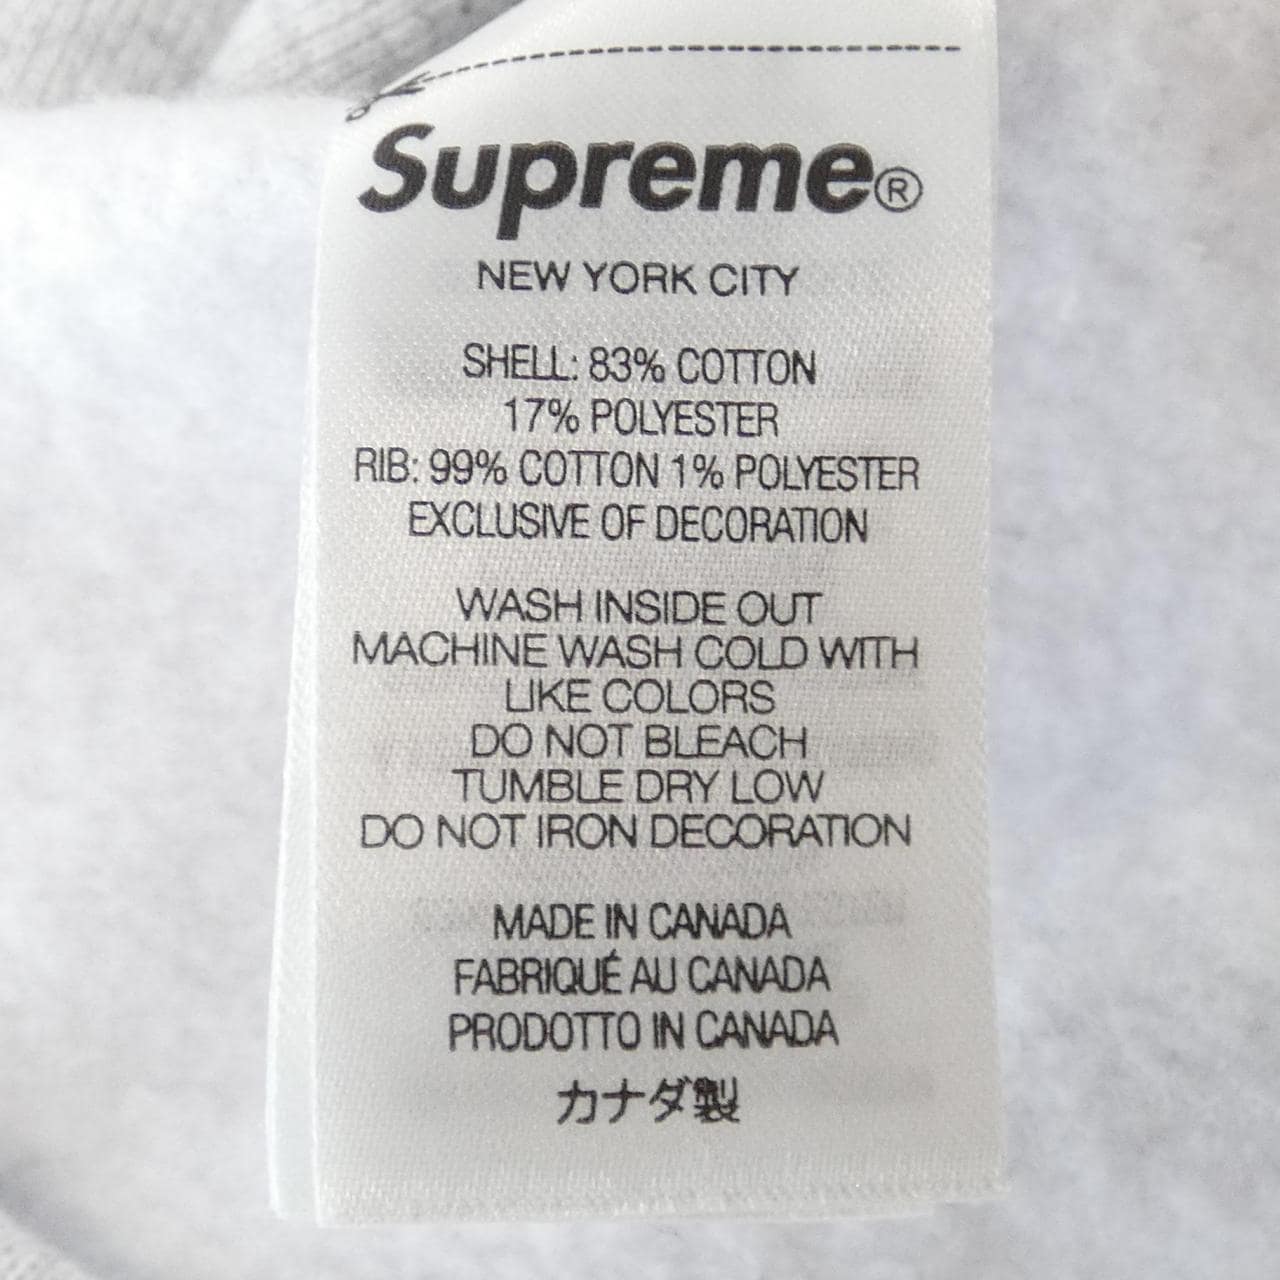 Supreme®
NEW YORK CITY
SHELL: 83% COTTON
17% POLYESTER
RIB: 99% COTTON 1% POLYESTER
EXCLUSIVE OF DECORATION
WASH INSIDE OUT
MACHINE WASH COLD WITH
LIKE COLORS
DO NOT BLEACH
TUMBLE DRY LOW
DO NOT IRON DECORATION
MADE IN CANADA
FABRIQUÉ AU CANADA
PRODOTTO IN CANADA
カナダ製